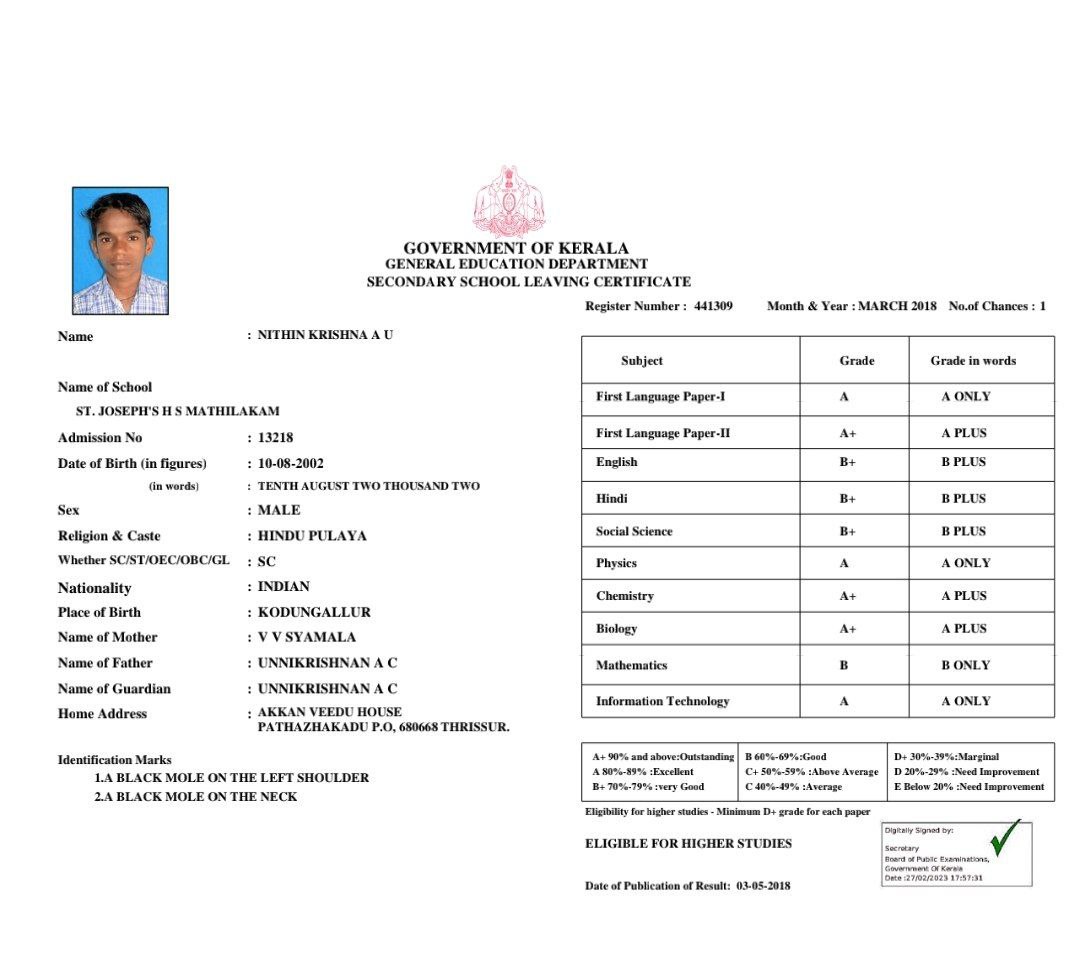 GOVERNMENT OF KERALA
GENERAL EDUCATION DEPARTMENT
SECONDARY SCHOOL LEAVING CERTIFICATE
Register Number : 441309 Month & Year : MARCH 2018 No.of Chances : 1
Name : NITHIN KRISHNA A U
Name of School
ST. JOSEPH'S H S MATHILAKAM
Admission No : 13218
Date of Birth (in figures) : 10-08-2002
(in words) : TENTH AUGUST TWO THOUSAND TWO
Sex : MALE
Religion & Caste : HINDU PULAYA
Whether SC/ST/OEC/OBC/GL : SC
Nationality : INDIAN
Place of Birth : KODUNGALLUR
Name of Mother : V V SYAMALA
Name of Father : UNNIKRISHNAN A C
Name of Guardian : UNNIKRISHNAN A C
Home Address : AKKAN VEEDU HOUSE
PATHAZHAKADU P.O, 680668 THRISSUR.
Identification Marks
1.A BLACK MOLE ON THE LEFT SHOULDER
2.A BLACK MOLE ON THE NECK
Subject Grade Grade in words
First Language Paper-I A A ONLY
First Language Paper-II A+ A PLUS
English B+ B PLUS
Hindi B+ B PLUS
Social Science B+ B PLUS
Physics A A ONLY
Chemistry A+ A PLUS
Biology A+ A PLUS
Mathematics B B ONLY
Information Technology A A ONLY
A+ 90% and above:Outstanding B 60%-69%:Good D+ 30%-39%:Marginal
A 80%-89% :Excellent C+ 50%-59% :Above Average D 20%-29% :Need Improvement
B+ 70%-79% :very Good C 40%-49% :Average E Below 20% :Need Improvement
Eligibility for higher studies - Minimum D+ grade for each paper
ELIGIBLE FOR HIGHER STUDIES
Date of Publication of Result: 03-05-2018
Digitally Signed by:
Secretary
Board of Public Examinations,
Government Of Kerala
Date :27/02/2023 17:57:31